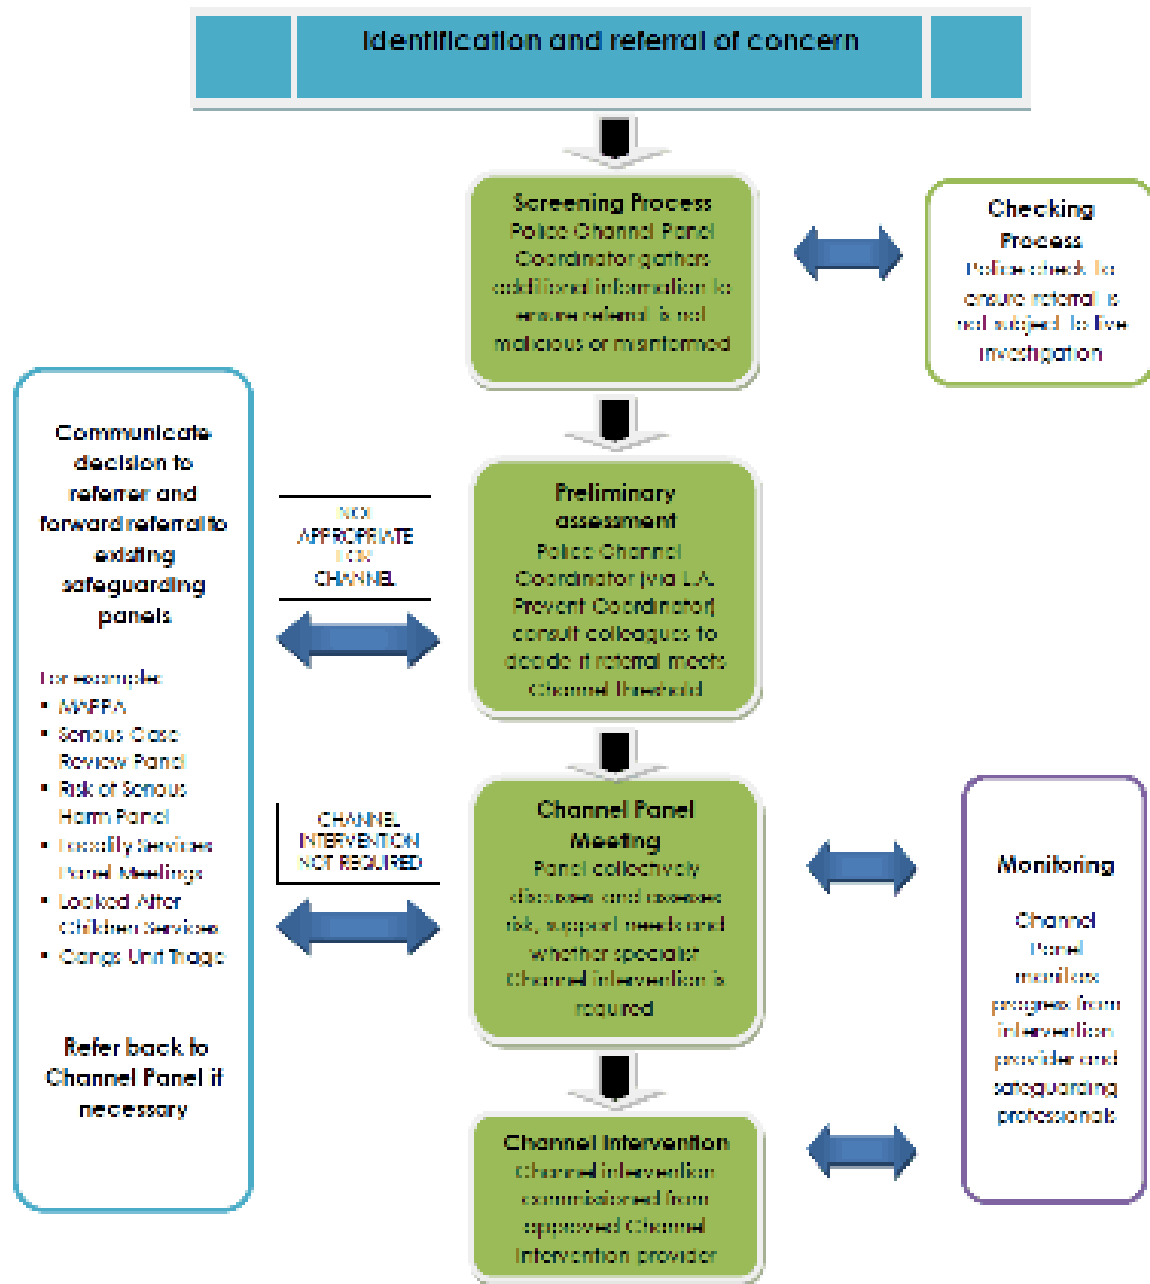 Identification and referral of concern
Screening Process
Police Channel Panel
Coordinator gathers
additional information to
ensure referral is not
malicious or misinformed
Checking
Process
Police check to
ensure referral is
not subject to live
investigation
Communicate
decision to
referrer and
forward referral to
existing
safeguarding
panels
For example:
▪ MAPPA
▪ Serious Case
Review Panel
▪ Risk of Serious
Harm Panel
▪ Locality Services
Panel Meetings
▪ Looked After
Children Services
▪ Gangs Unit Triage
Refer back to
Channel Panel if
necessary
NOT
APPROPRIATE
FOR
CHANNEL
Preliminary
assessment
Police Channel
Coordinator (via L.A.
Prevent Coordinator)
consult colleagues to
decide if referral meets
Channel threshold
CHANNEL
INTERVENTION
NOT REQUIRED
Channel Panel
Meeting
Panel collectively
discusses and assesses
risk, support needs and
whether specialist
Channel intervention is
required
Monitoring
Channel
Panel
monitors
progress from
intervention
provider and
safeguarding
professionals
Channel Intervention
Channel intervention
commissioned from
approved Channel
Intervention provider